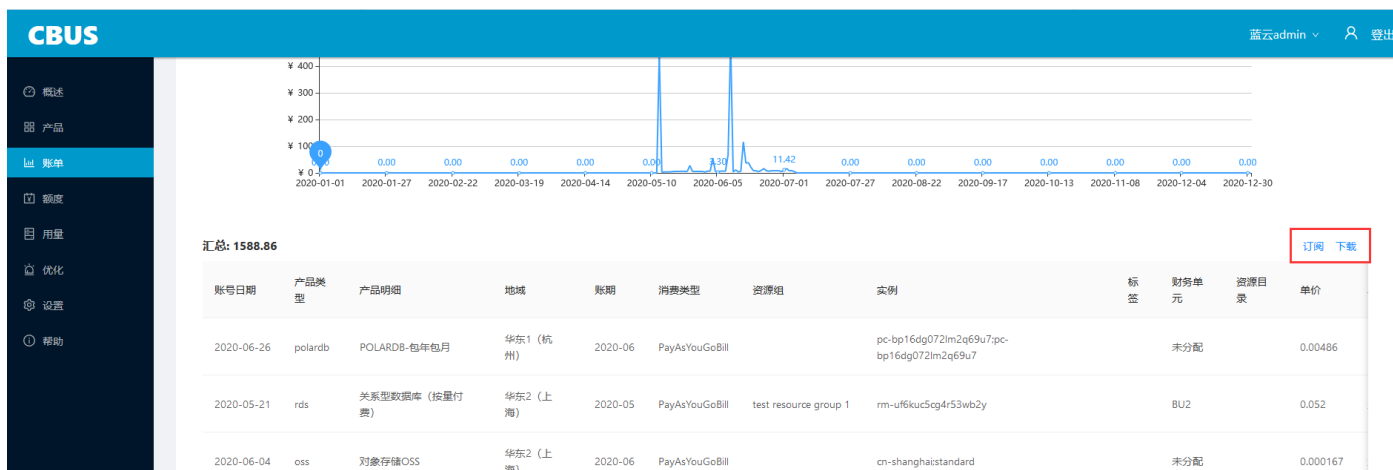 CBUS
蓝云admin
登出
概述
产品
账单
额度
用量
优化
设置
帮助
¥ 400
¥ 300
¥ 200
¥ 0
0
0.00 0.00 0.00 0.00 11.42 0.00 0.00 0.00 0.00 0.00 0.00 0.00
2020-01-01 2020-01-27 2020-02-22 2020-03-19 2020-04-14 2020-05-10 2020-06-05 2020-07-01 2020-07-27 2020-08-22 2020-09-17 2020-10-13 2020-11-08 2020-12-04 2020-12-30
汇总: 1588.86
订阅 下载
账号日期 产品类型 产品明细 地域 账期 消费类型 资源组 实例 标签 财务单元 资源目录 单价
2020-06-26 polardb POLARDB-包年包月 华东1（杭州） 2020-06 PayAsYouGoBill pc-bp16dg072lm2q69u7;pc-bp16dg072lm2q69u7 未分配 0.00486
2020-05-21 rds 关系型数据库（按量付费） 华东2（上海） 2020-05 PayAsYouGoBill test resource group 1 rm-uf6kuc5cg4r53wb2y BU2 0.052
2020-06-04 oss 对象存储OSS 华东2（上海） 2020-06 PayAsYouGoBill cn-shanghai;standard 未分配 0.000167